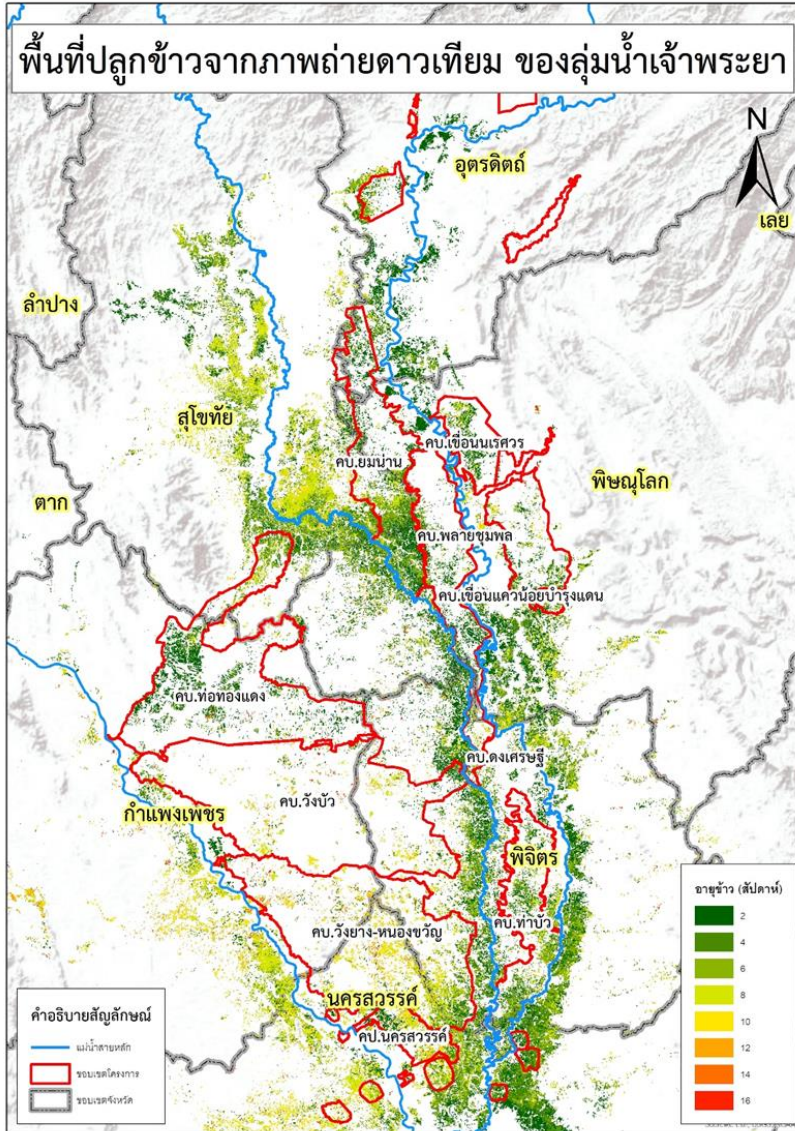 พื้นที่ปลูกข้าวจากภาพถ่ายดาวเทียม ของลุ่มน้ำเจ้าพระยา
N
อุตรดิตถ์
เลย
ลำปาง
สุโขทัย
คบ.เขื่อนนเรศวร
คบ.ยมน่าน
พิษณุโลก
ตาก
คบ.พลายชุมพล
คบ.เขื่อนแควน้อยบำรุงแดน
คบ.ท่อทองแดง
คบ.ดงเศรษฐี
คบ.วังบัว
กำแพงเพชร
พิจิตร
คบ.ท่าบัว
คบ.วังยาง-หนองขวัญ
นครสวรรค์
คป.นครสวรรค์
อายุข้าว (สัปดาห์)
2
4
6
8
10
12
14
16
คำอธิบายสัญลักษณ์
แม่น้ำสายหลัก
ขอบเขตโครงการ
ขอบเขตจังหวัด